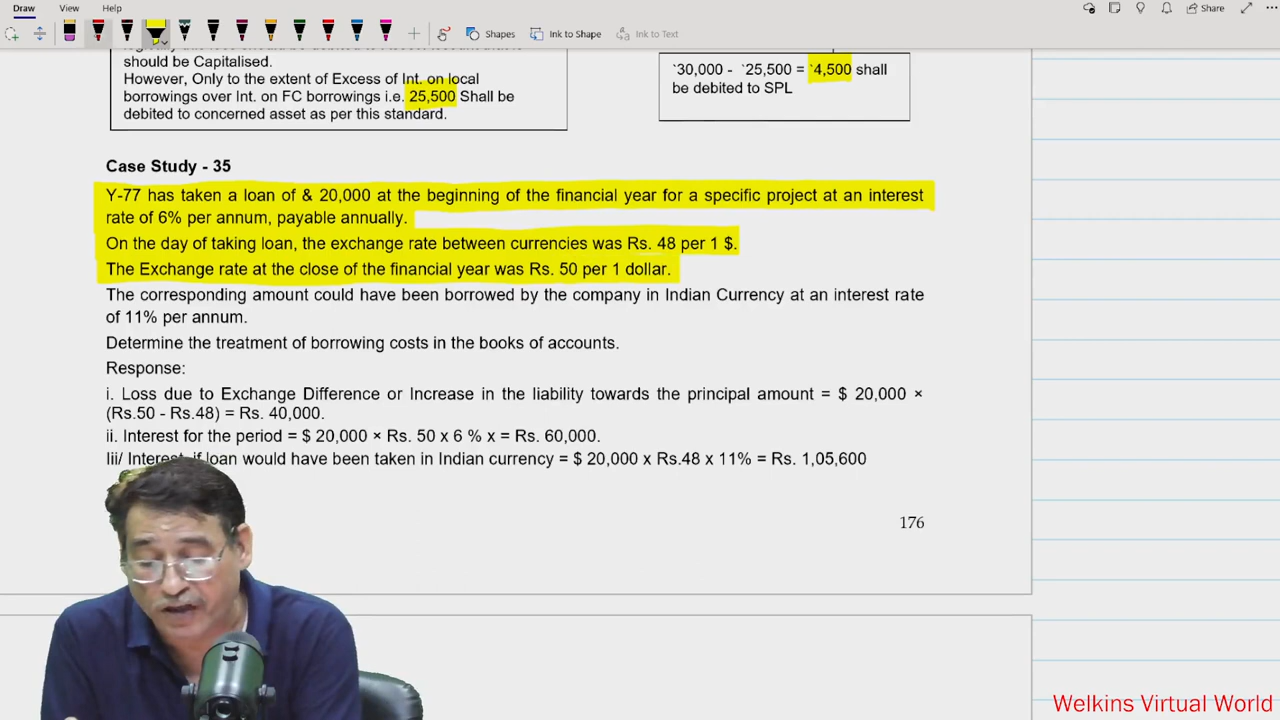 Draw View Help Share
Shapes Ink to Shape Ink to Text
should be Capitalised.
However, Only to the extent of Excess of Int. on local
borrowings over Int. on FC borrowings i.e. 25,500 Shall be
debited to concerned asset as per this standard.
`30,000 - `25,500 = `4,500 shall
be debited to SPL
Case Study - 35
Y-77 has taken a loan of & 20,000 at the beginning of the financial year for a specific project at an interest
rate of 6% per annum, payable annually.
On the day of taking loan, the exchange rate between currencies was Rs. 48 per 1 $.
The Exchange rate at the close of the financial year was Rs. 50 per 1 dollar.
The corresponding amount could have been borrowed by the company in Indian Currency at an interest rate
of 11% per annum.
Determine the treatment of borrowing costs in the books of accounts.
Response:
i. Loss due to Exchange Difference or Increase in the liability towards the principal amount = $ 20,000 ×
(Rs.50 - Rs.48) = Rs. 40,000.
ii. Interest for the period = $ 20,000 × Rs. 50 x 6 % x = Rs. 60,000.
Iii/ Interest, if loan would have been taken in Indian currency = $ 20,000 x Rs.48 x 11% = Rs. 1,05,600
176
Welkins Virtual World